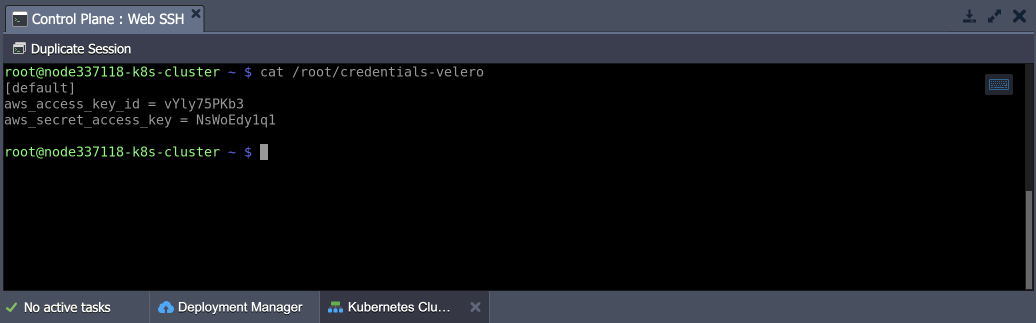 Control Plane : Web SSH
Duplicate Session
root@node337118-k8s-cluster ~ $ cat /root/credentials-velero
[default]
aws_access_key_id = vYly75PKb3
aws_secret_access_key = NsWoEdy1q1
root@node337118-k8s-cluster ~ $
No active tasks
Deployment Manager
Kubernetes Clu...